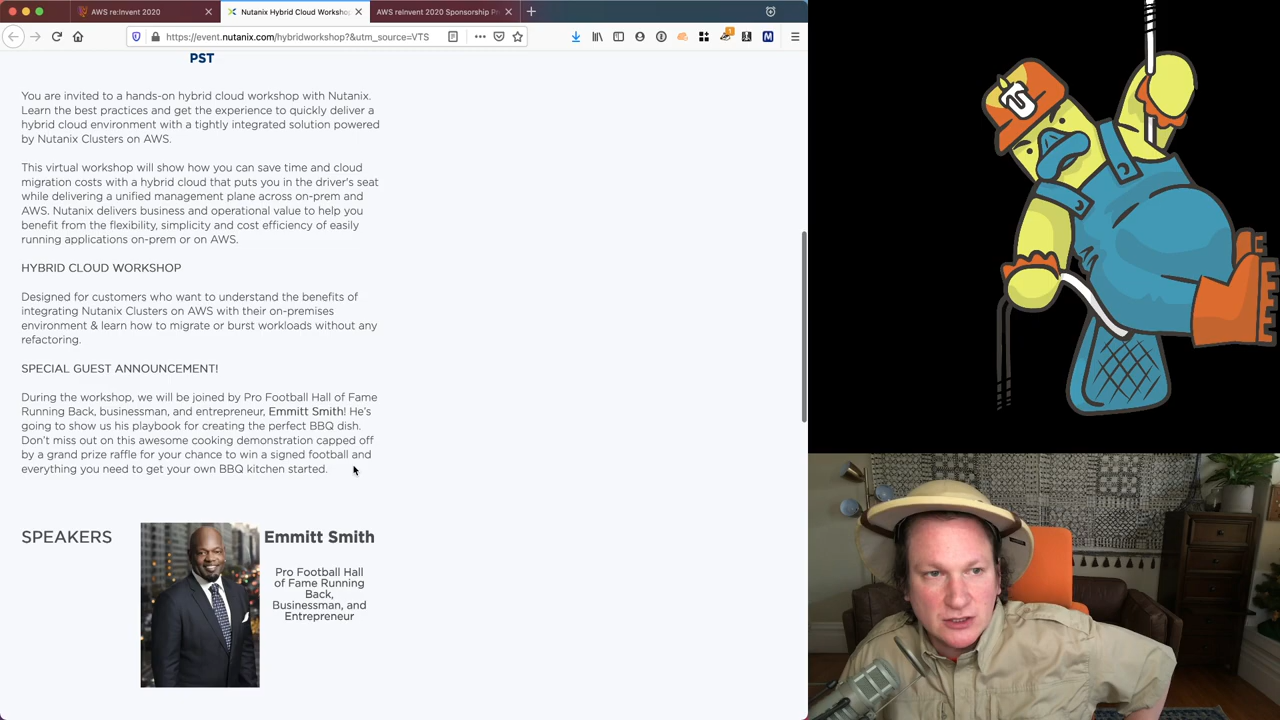 AWS re:Invent 2020
Nutanix Hybrid Cloud Workshop
AWS reInvent 2020 Sponsorship Pr
https://event.nutanix.com/hybridworkshop?&utm_source=VTS
PST
You are invited to a hands-on hybrid cloud workshop with Nutanix.
Learn the best practices and get the experience to quickly deliver a
hybrid cloud environment with a tightly integrated solution powered
by Nutanix Clusters on AWS.
This virtual workshop will show how you can save time and cloud
migration costs with a hybrid cloud that puts you in the driver's seat
while delivering a unified management plane across on-prem and
AWS. Nutanix delivers business and operational value to help you
benefit from the flexibility, simplicity and cost efficiency of easily
running applications on-prem or on AWS.
HYBRID CLOUD WORKSHOP
Designed for customers who want to understand the benefits of
integrating Nutanix Clusters on AWS with their on-premises
environment & learn how to migrate or burst workloads without any
refactoring.
SPECIAL GUEST ANNOUNCEMENT!
During the workshop, we will be joined by Pro Football Hall of Fame
Running Back, businessman, and entrepreneur, Emmitt Smith! He's
going to show us his playbook for creating the perfect BBQ dish.
Don't miss out on this awesome cooking demonstration capped off
by a grand prize raffle for your chance to win a signed football and
everything you need to get your own BBQ kitchen started.
SPEAKERS
Emmitt Smith
Pro Football Hall
of Fame Running
Back,
Businessman, and
Entrepreneur